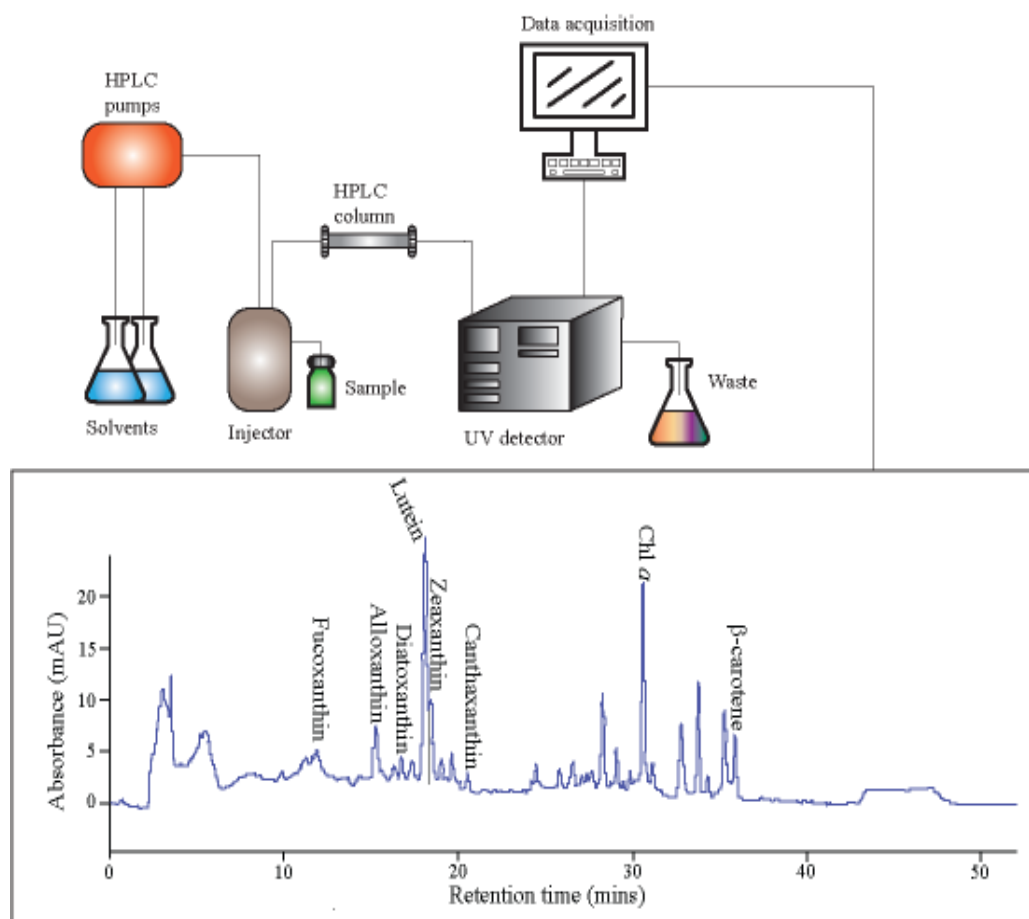 Data acquisition
HPLC
pumps
HPLC
column
Solvents
Injector
Sample
UV detector
Waste
Absorbance (mAU)
20
15
10
5
0
Fucoxanthin
Alloxanthin
Diatoxanthin
Lutein
Zeaxanthin
Canthaxanthin
Chl a
β-carotene
0
10
20
30
40
50
Retention time (mins)